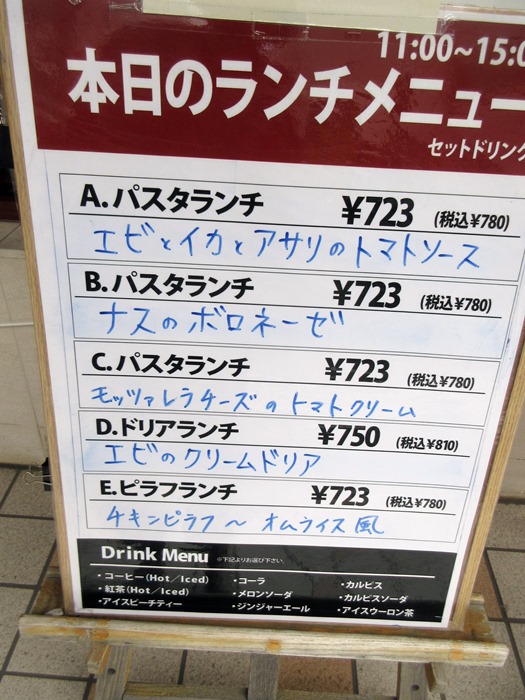 11:00~15:0
本日のランチメニュー
セットドリンク
A.パスタランチ ¥723 (税込¥780)
エビとイカとアサリのトマトソース
B.パスタランチ ¥723 (税込¥780)
ナスのボロネーゼ
C.パスタランチ ¥723 (税込¥780)
モッツァレラチーズのトマトクリーム
D.ドリアランチ ¥750 (税込¥810)
エビのクリームドリア
E.ピラフランチ ¥723 (税込¥780)
チキンピラフ〜オムライス風
Drink Menu ※下記よりお選び下さい。
・コーヒー(Hot/Iced) ・コーラ ・カルピス
・紅茶(Hot/Iced) ・メロンソーダ ・カルピスソーダ
・アイスピーチティー ・ジンジャーエール ・アイスウーロン茶